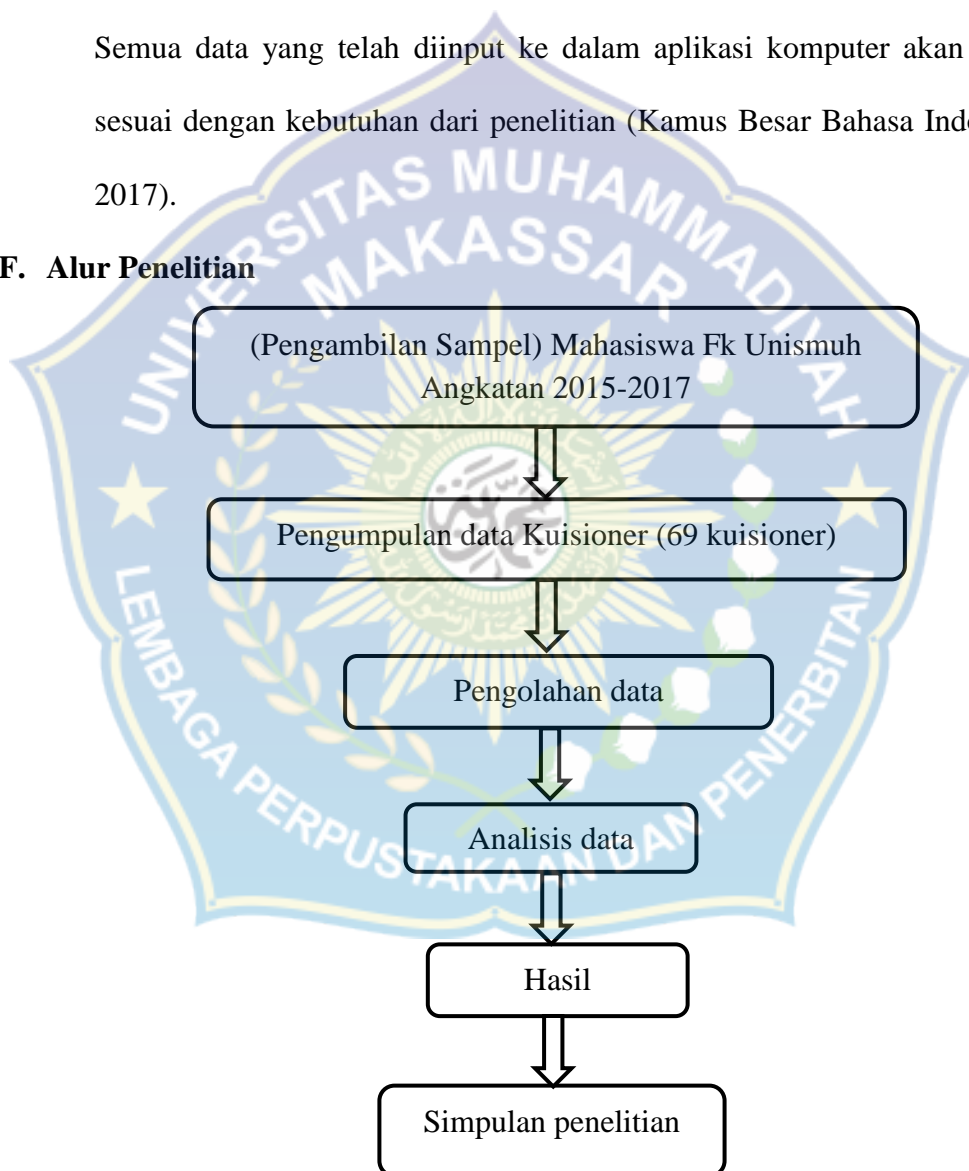 Semua data yang telah diinput ke dalam aplikasi komputer akan
sesuai dengan kebutuhan dari penelitian (Kamus Besar Bahasa Indo
2017).
F. Alur Penelitian
(Pengambilan Sampel) Mahasiswa Fk Unismuh
Angkatan 2015-2017
Pengumpulan data Kuisioner (69 kuisioner)
Pengolahan data
Analisis data
Hasil
Simpulan penelitian
UNIVERSITAS MUHAMMADIYAH
MAKASSAR
LEMBAGA PERPUSTAKAAN DAN PENERBITAN